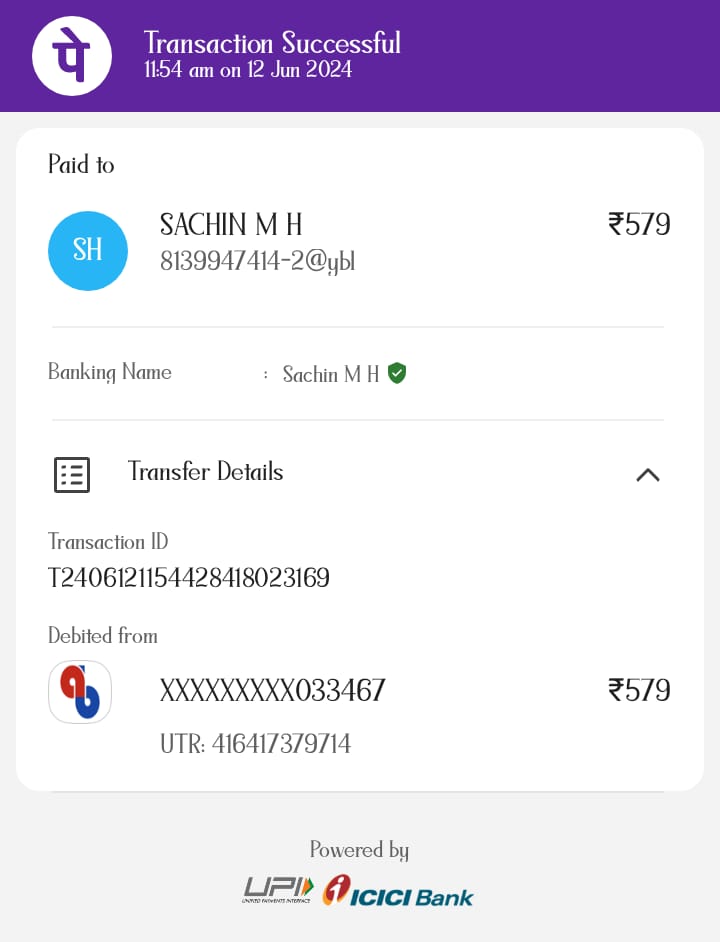 पे
Transaction Successful
11:54 am on 12 Jun 2024
Paid to
SH
SACHIN M H
₹579
8139947414-2@ybl
Banking Name : Sachin M H
Transfer Details
Transaction ID
T2406121154428418023169
Debited from
XXXXXXXXX033467
₹579
UTR: 416417379714
Powered by
UPI
UNIFIED PAYMENTS INTERFACE
ICICI Bank